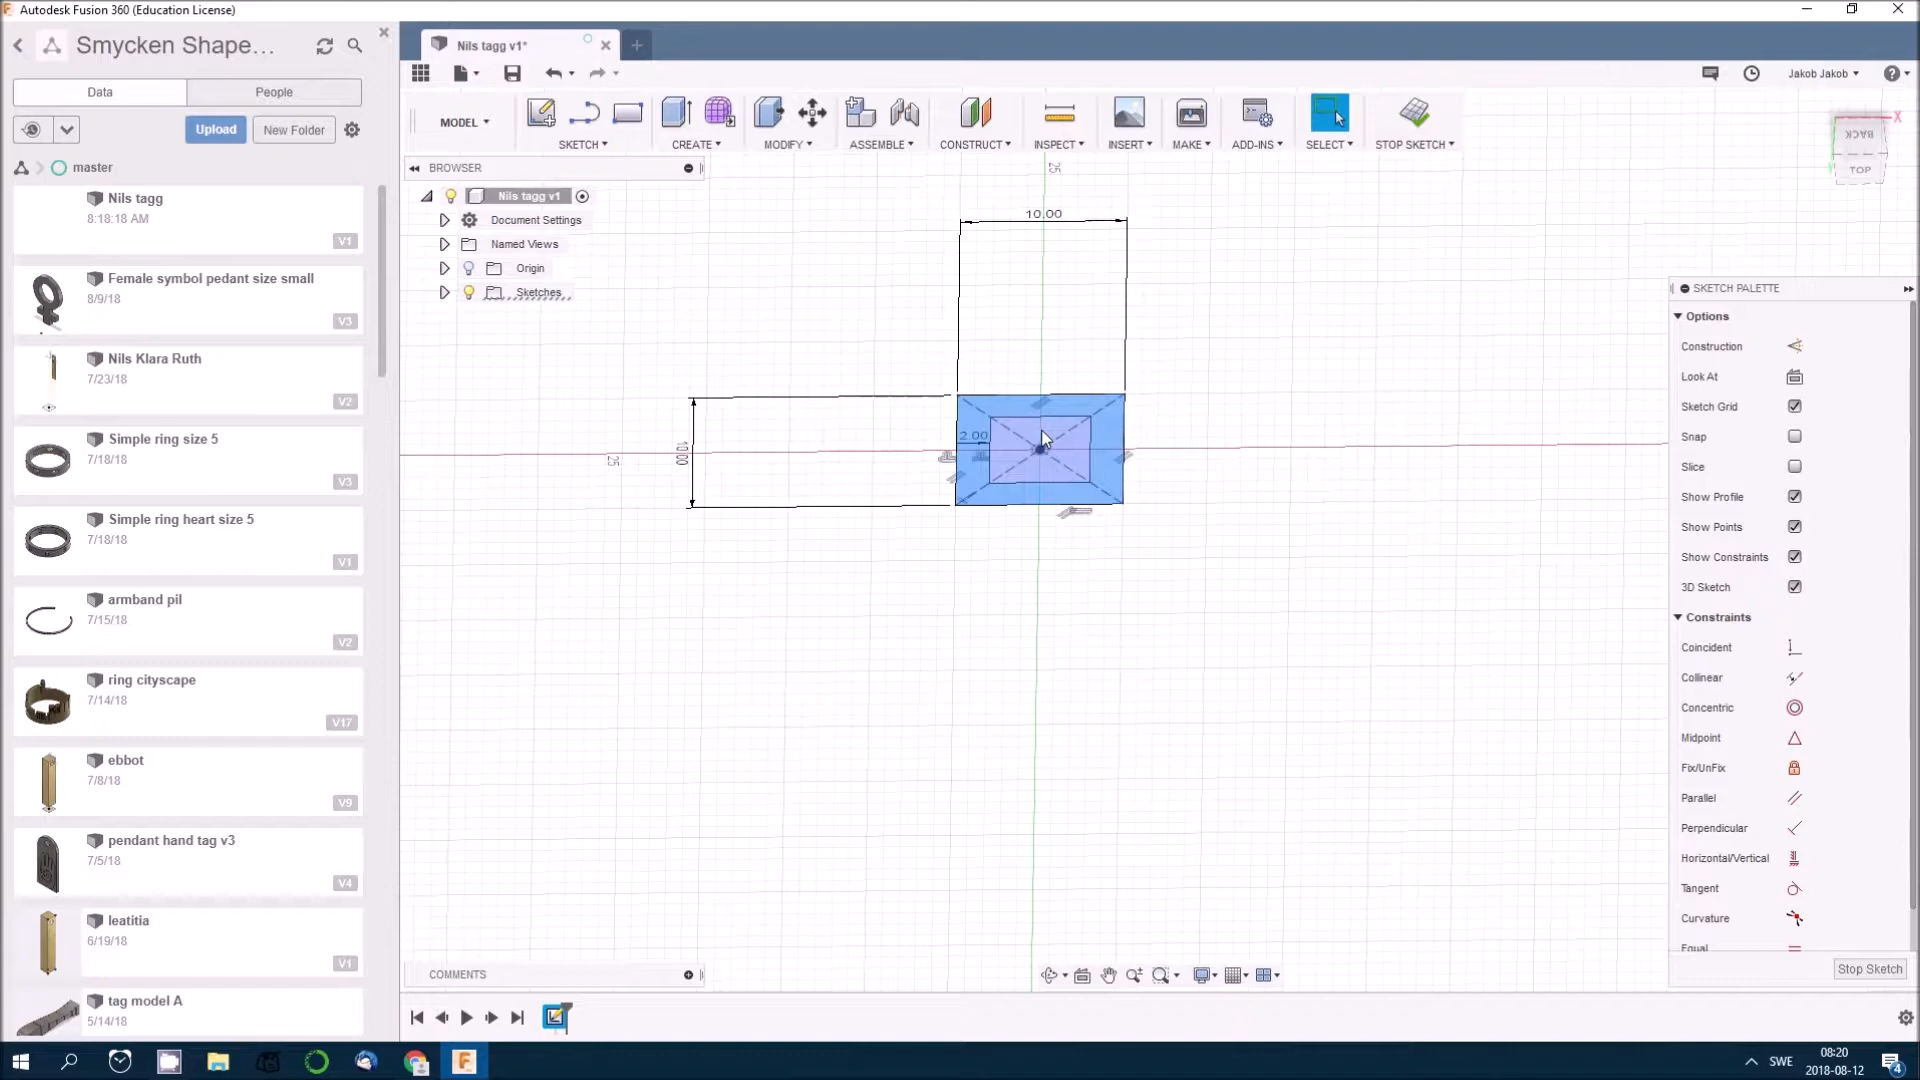 Autodesk Fusion 360 (Education License)
Smycken Shape...
Data
People
Upload
New Folder
master
Nils tagg
8:18:18 AM
V1
Female symbol pedant size small
8/9/18
V3
Nils Klara Ruth
7/23/18
V2
Simple ring size 5
7/18/18
V3
Simple ring heart size 5
7/18/18
V1
armband pil
7/15/18
V2
ring cityscape
7/14/18
V17
ebbot
7/8/18
V9
pendant hand tag v3
7/5/18
V4
leatitia
6/19/18
V1
tag model A
5/14/18
Nils tagg v1*
Jakob Jakob
MODEL
SKETCH
CREATE
MODIFY
ASSEMBLE
CONSTRUCT
INSPECT
INSERT
MAKE
ADD-INS
SELECT
STOP SKETCH
BROWSER
Nils tagg v1
Document Settings
Named Views
Origin
Sketches
25
10.00
10.00
2.00
25
X
BACK
TOP
SKETCH PALETTE
Options
Construction
Look At
Sketch Grid
Snap
Slice
Show Profile
Show Points
Show Constraints
3D Sketch
Constraints
Coincident
Collinear
Concentric
Midpoint
Fix/UnFix
Parallel
Perpendicular
Horizontal/Vertical
Tangent
Curvature
Equal
Stop Sketch
COMMENTS
SWE
08:20
2018-08-12
4